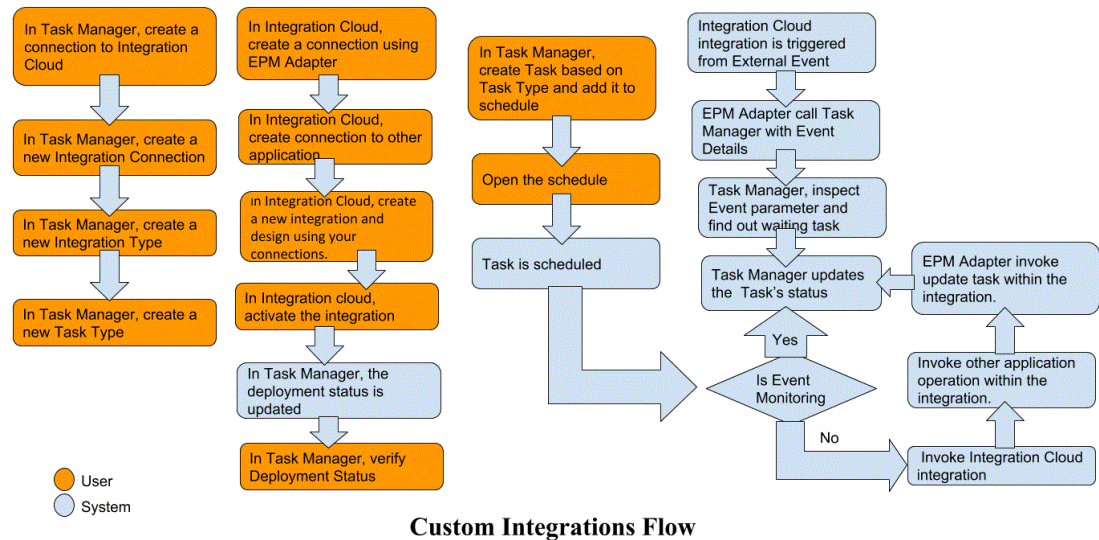 In Task Manager, create a
connection to Integration
Cloud
In Task Manager, create a
new Integration Connection
In Task Manager, create a
new Integration Type
In Task Manager, create a
new Task Type
In Integration Cloud,
create a connection using
EPM Adapter
In Integration Cloud,
create connection to other
application
In Integration Cloud, create
a new integration and
design using your
connections.
In Integration cloud,
activate the integration
In Task Manager, the
deployment status is
updated
In Task Manager, verify
Deployment Status
In Task Manager,
create Task based on
Task Type and add it to
schedule
Open the schedule
Task is scheduled
Integration Cloud
integration is triggered
from External Event
EPM Adapter call Task
Manager with Event
Details
Task Manager, inspect
Event parameter and
find out waiting task
Task Manager updates
the Task's status
Yes
Is Event
Monitoring
No
EPM Adapter invoke
update task within the
integration.
Invoke other application
operation within the
integration.
Invoke Integration Cloud
integration
User
System
Custom Integrations Flow